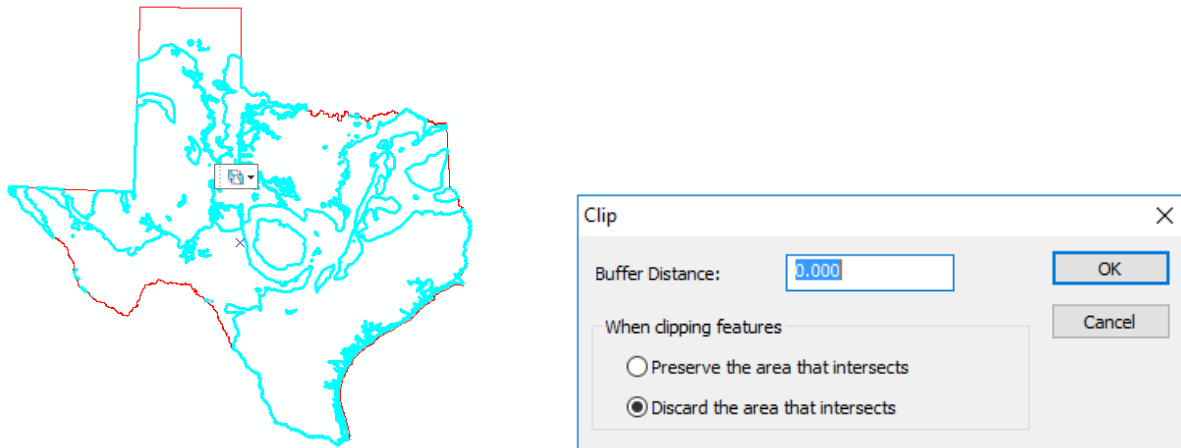 Clip
Buffer Distance: 0.000 OK
When clipping features Cancel
Preserve the area that intersects
Discard the area that intersects